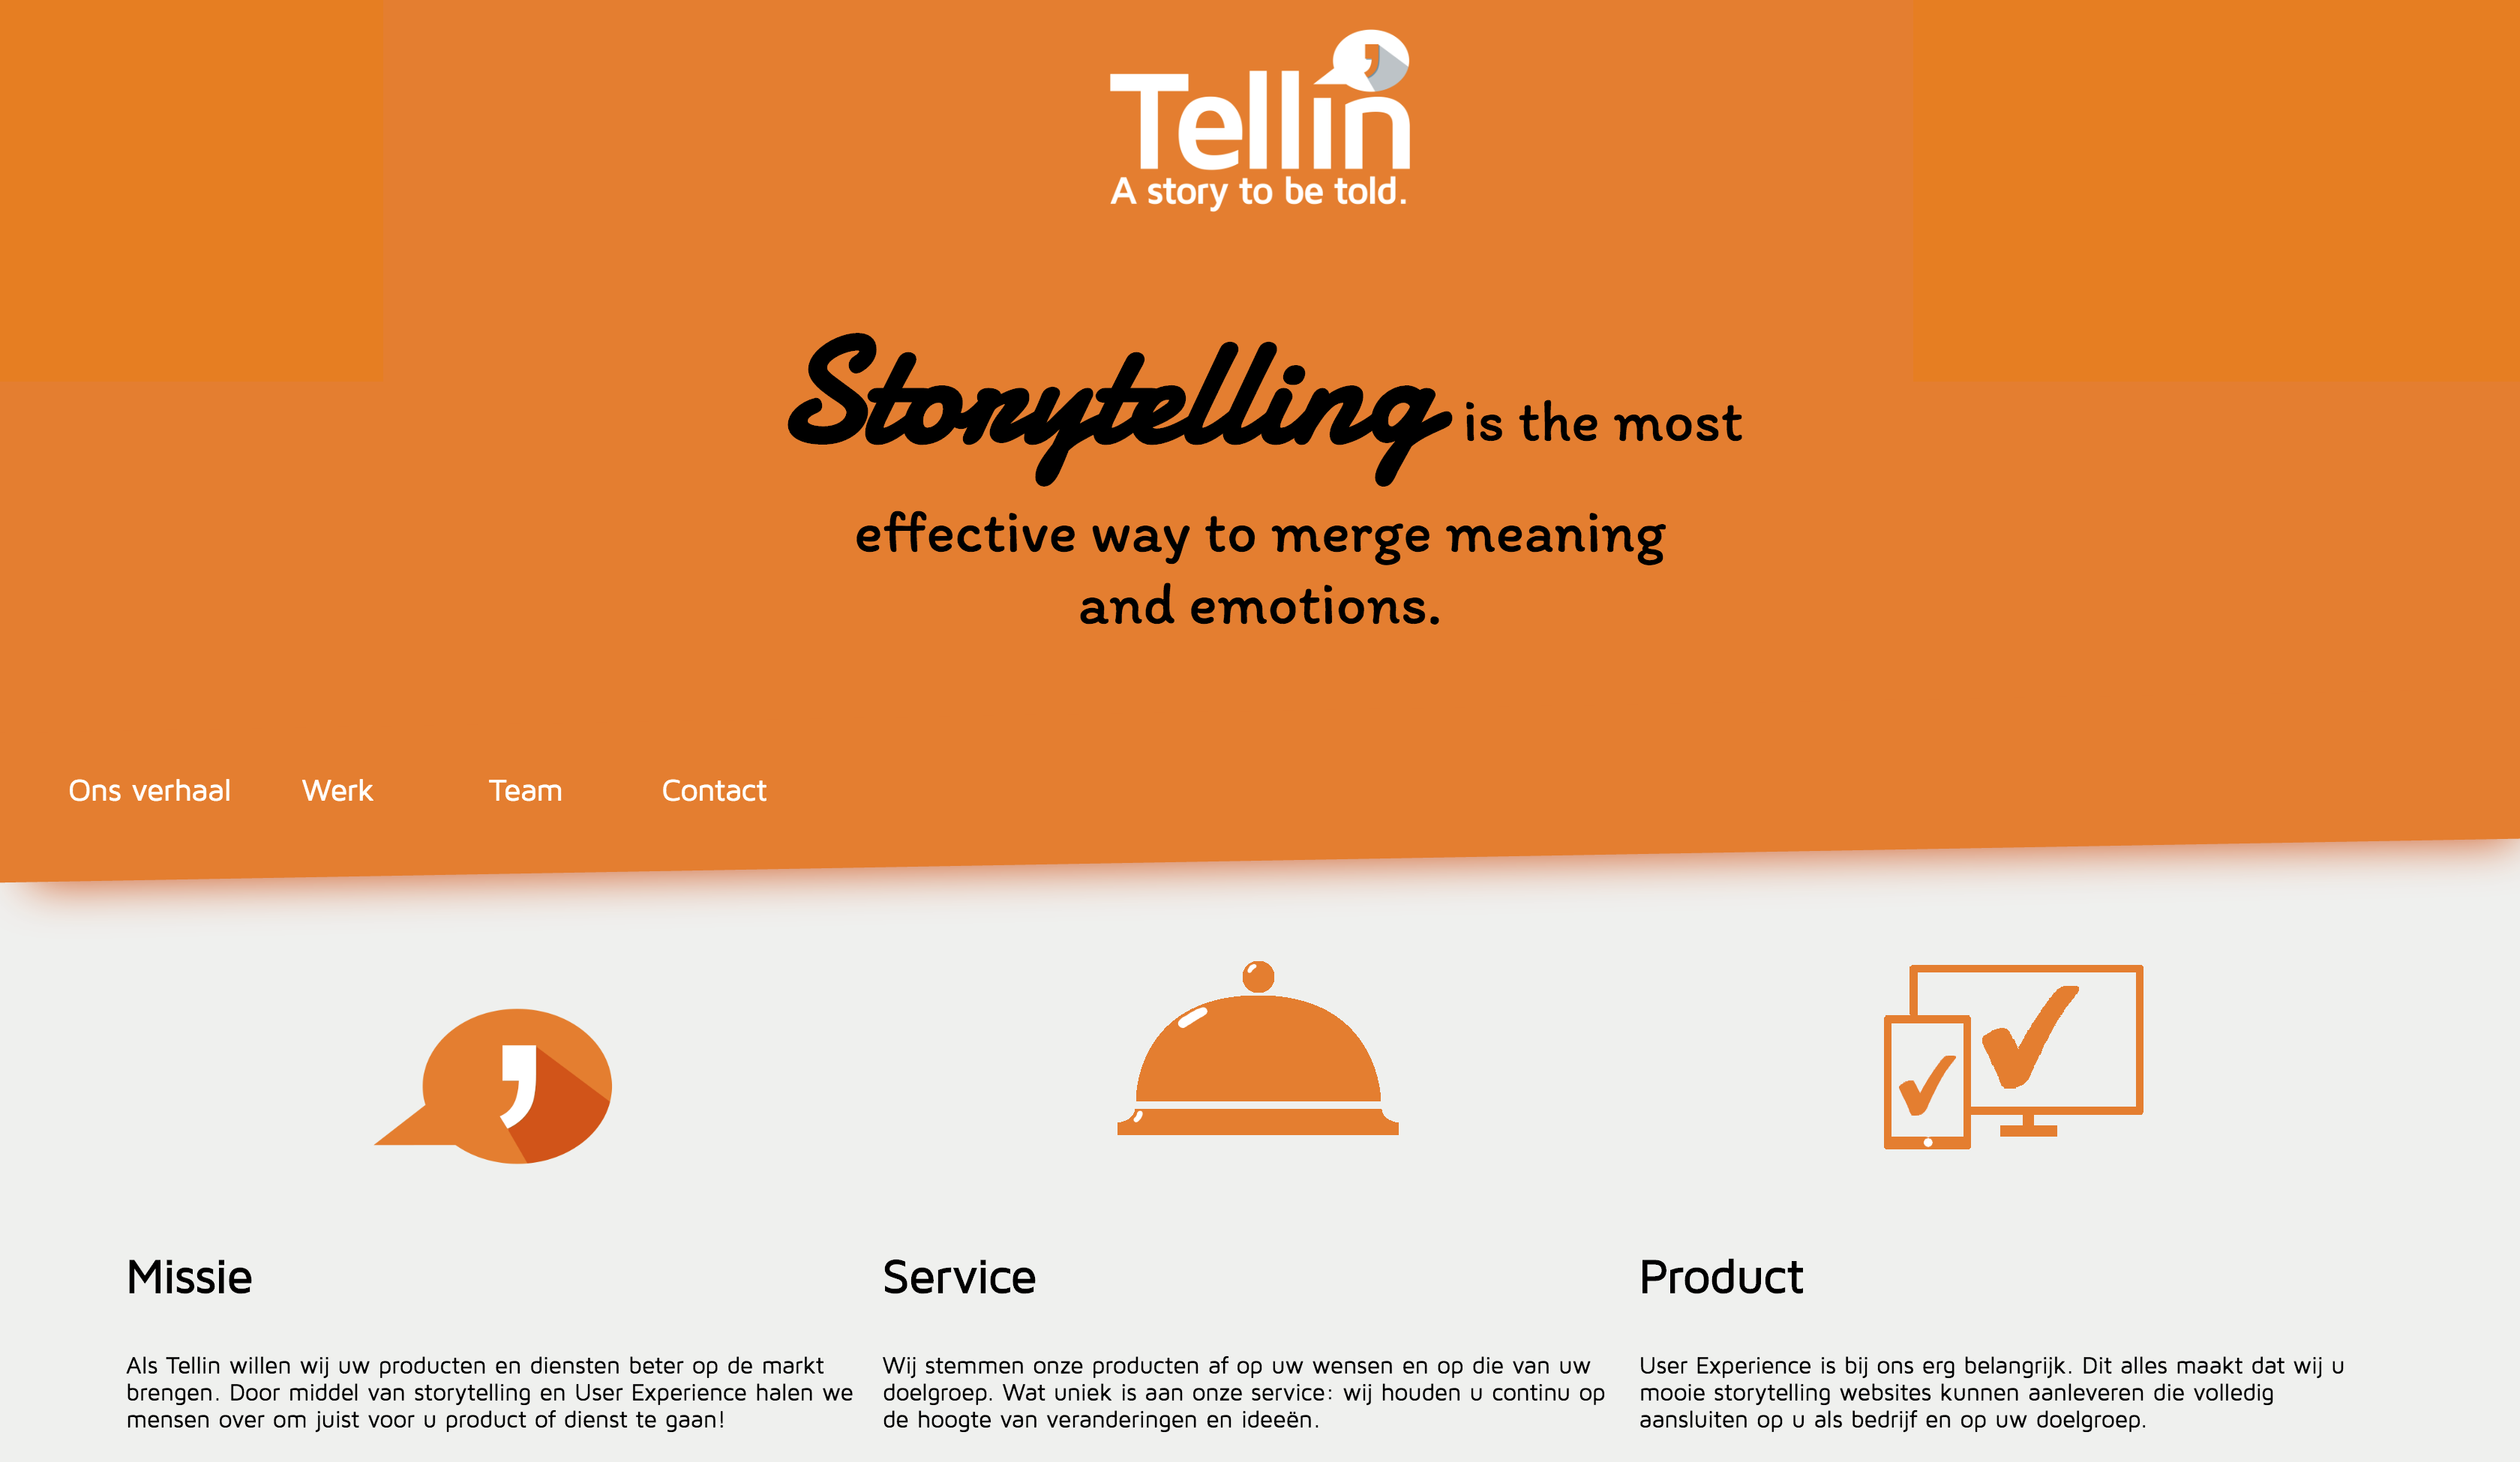 Tellin
A story to be told.
Storytelling is the most
effective way to merge meaning
and emotions.
Ons verhaal Werk Team Contact
Missie
Als Tellin willen wij uw producten en diensten beter op de markt
brengen. Door middel van storytelling en User Experience halen we
mensen over om juist voor u product of dienst te gaan!
Service
Wij stemmen onze producten af op uw wensen en op die van uw
doelgroep. Wat uniek is aan onze service: wij houden u continu op
de hoogte van veranderingen en ideeën.
Product
User Experience is bij ons erg belangrijk. Dit alles maakt dat wij u
mooie storytelling websites kunnen aanleveren die volledig
aansluiten op u als bedrijf en op uw doelgroep.